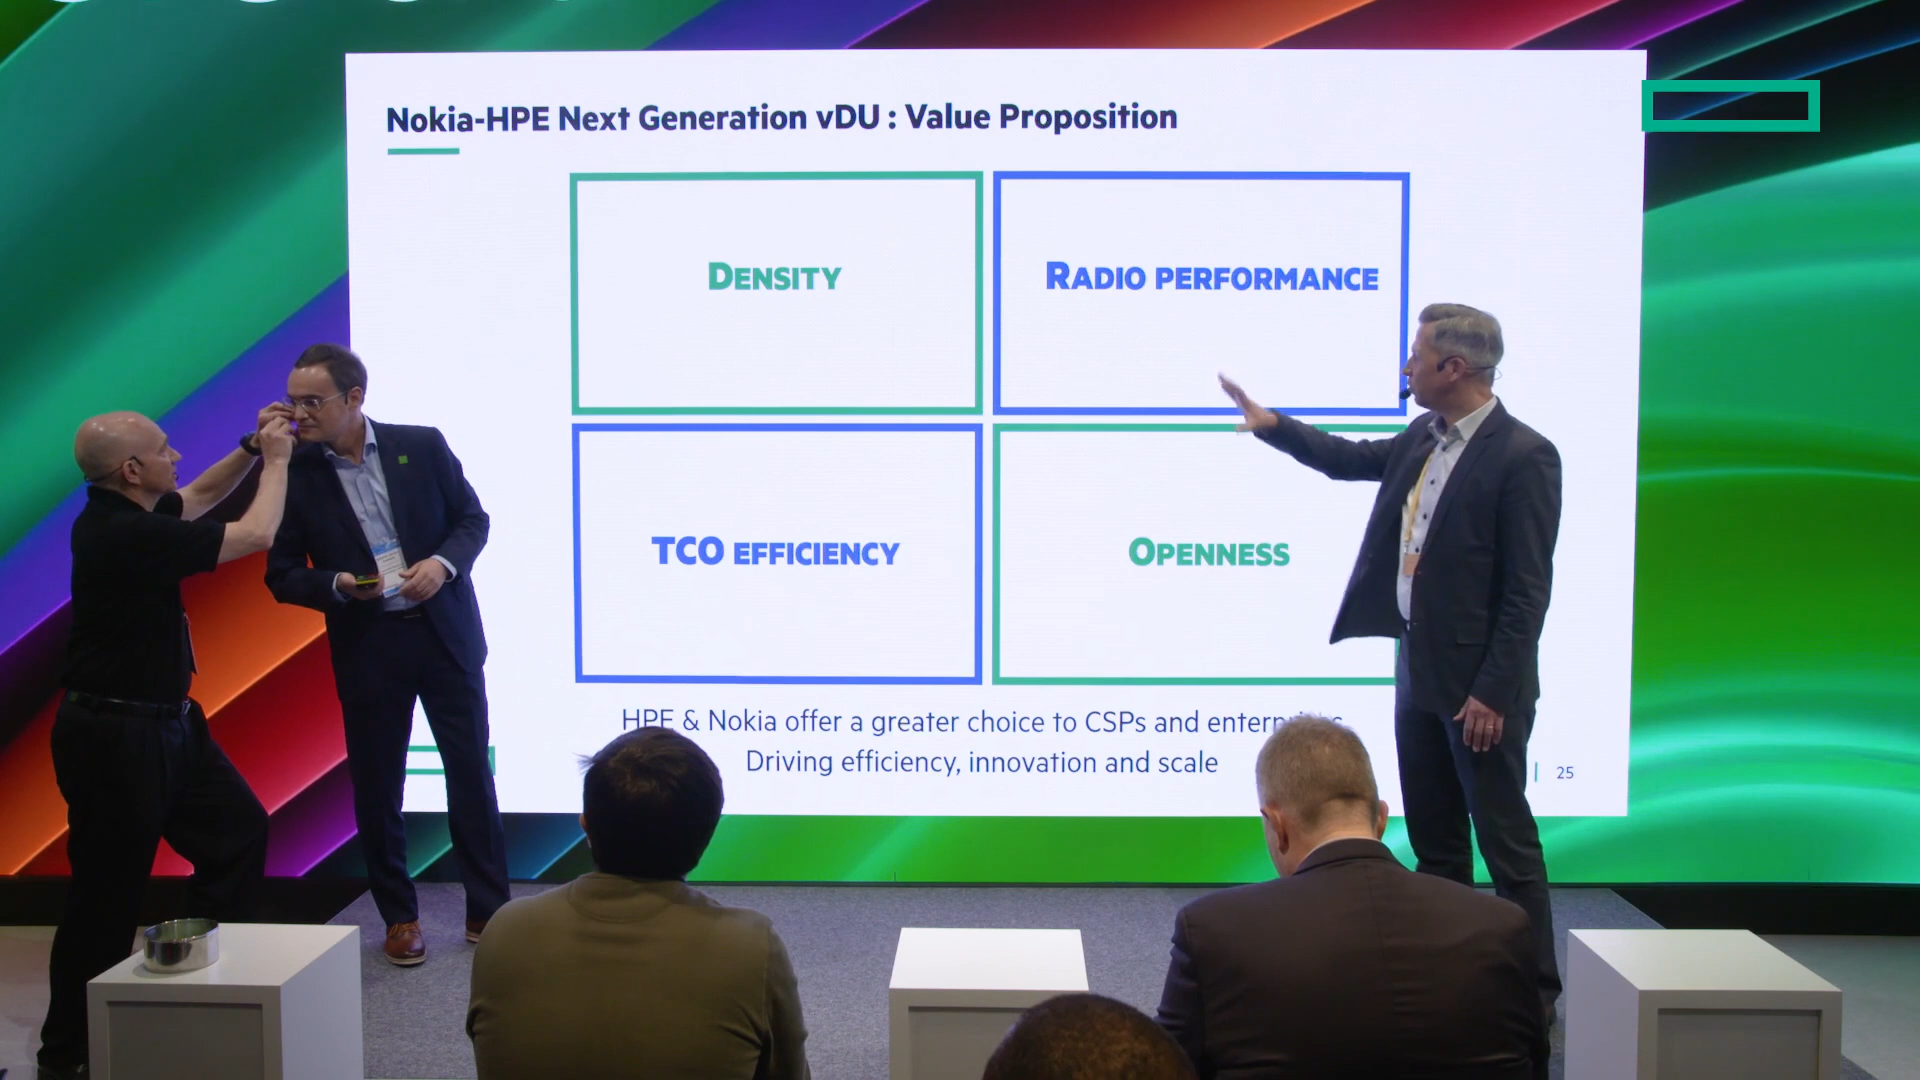 Nokia-HPE Next Generation vDU : Value Proposition
DENSITY
RADIO PERFORMANCE
TCO EFFICIENCY
OPENNESS
HPE & Nokia offer a greater choice to CSPs and
Driving efficiency, innovation and scale
25